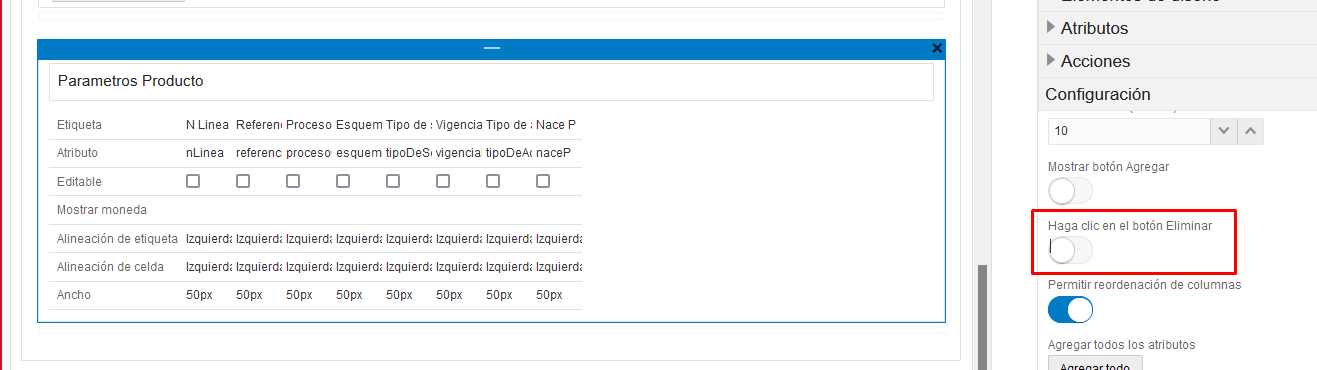 Atributos
Acciones
Configuración
10
Mostrar botón Agregar
Haga clic en el botón Eliminar
Permitir reordenación de columnas
Agregar todos los atributos
Agregar todo
Parametros Producto
Etiqueta N Linea Referen Proceso Esquem Tipo de s Vigencia Tipo de a Nace P
Atributo nLinea referenc proceso esquem tipoDeS vigencia tipoDeA naceP
Editable
Mostrar moneda
Alineación de etiqueta Izquierda Izquierda Izquierda Izquierda Izquierda Izquierda Izquierda Izquierda
Alineación de celda Izquierda Izquierda Izquierda Izquierda Izquierda Izquierda Izquierda Izquierda
Ancho 50px 50px 50px 50px 50px 50px 50px 50px